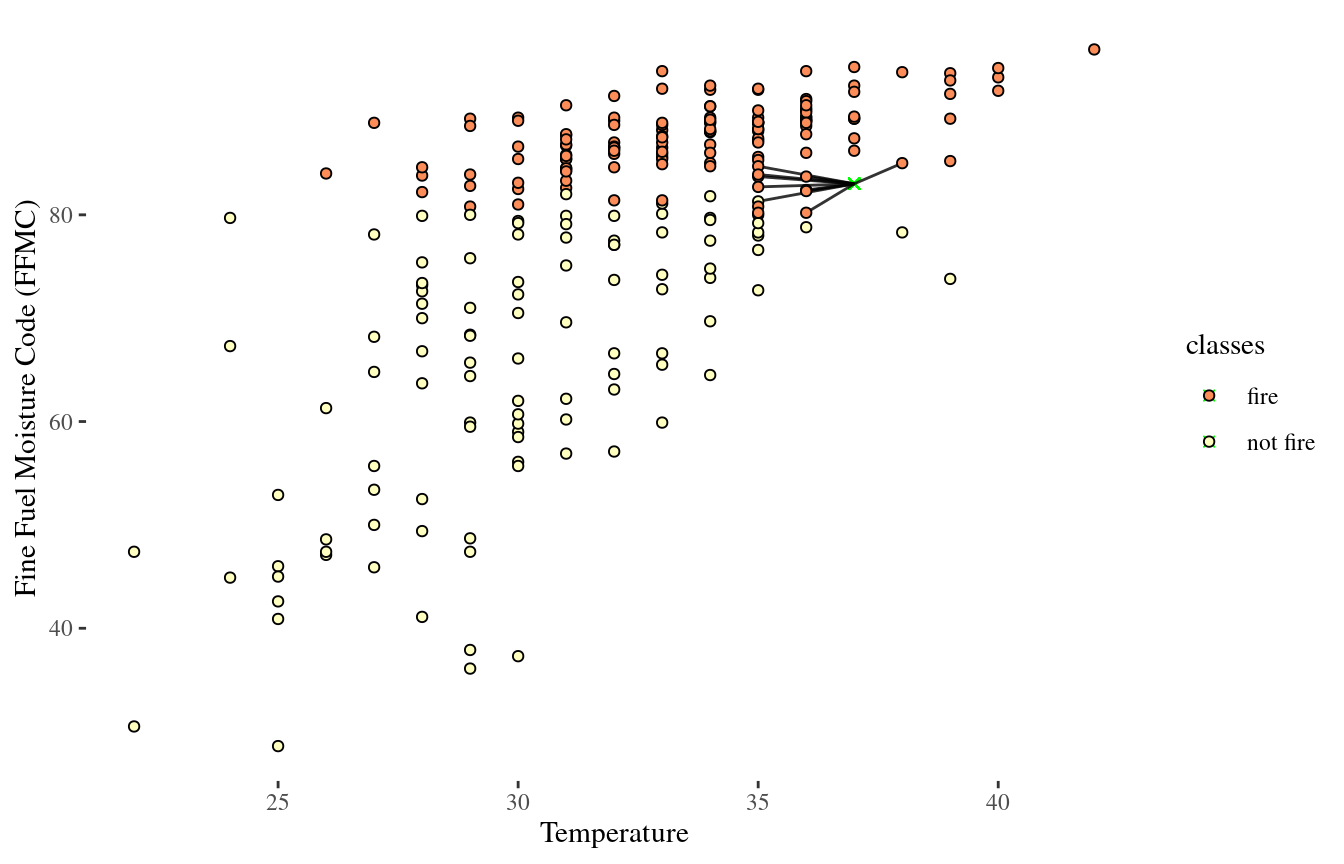 80
60
40
Fine Fuel Moisture Code (FFMC)
25 30 35 40
Temperature
classes
fire
not fire